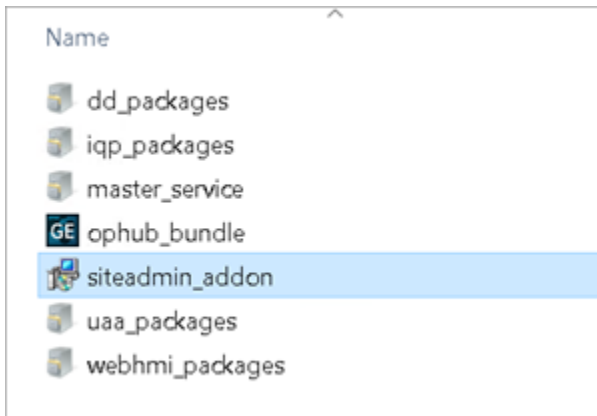 Name
dd_packages
iqp_packages
master_service
GE ophub_bundle
siteadmin_addon
uaa_packages
webhmi_packages